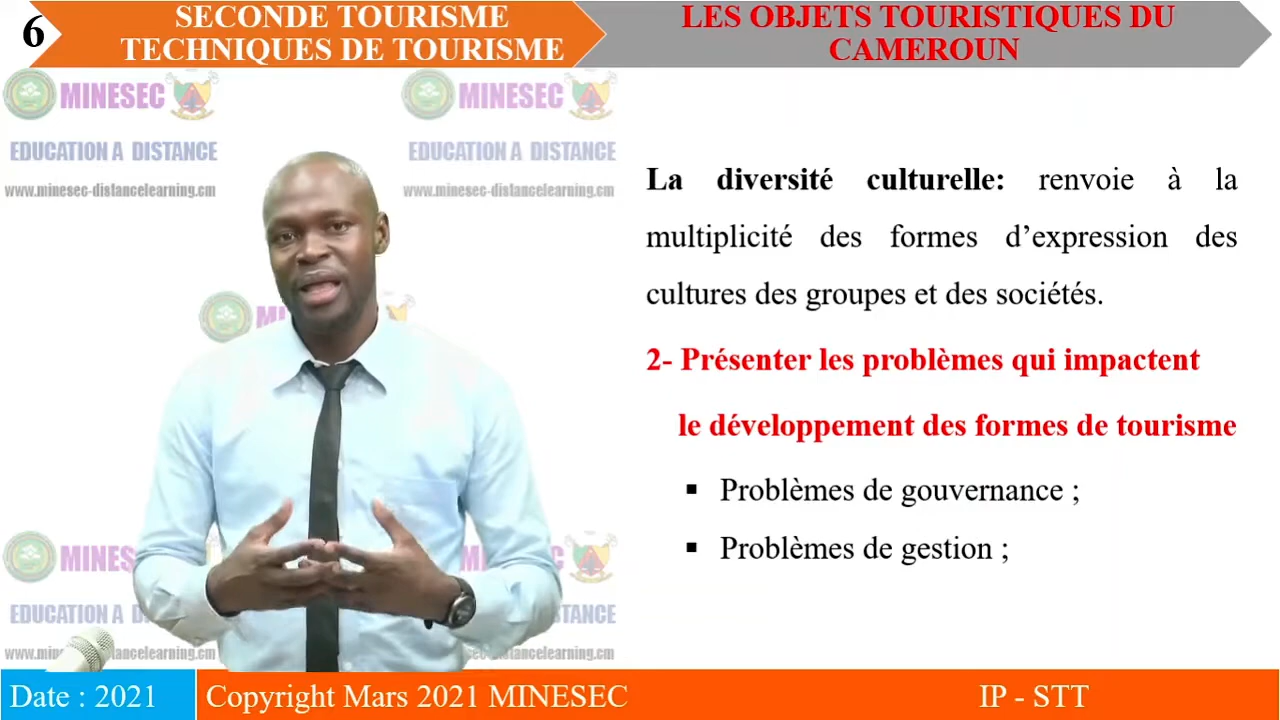 6
SECONDE TOURISME
TECHNIQUES DE TOURISME
LES OBJETS TOURISTIQUES DU
CAMEROUN
MINESEC
EDUCATION A DISTANCE
www.minesec-distancelearning.cm
MINESEC
EDUCATION A DISTANCE
www.minesec-distancelearning.cm
La diversité culturelle: renvoie à la
multiplicité des formes d’expression des
cultures des groupes et des sociétés.
2- Présenter les problèmes qui impactent
le développement des formes de tourisme
▪ Problèmes de gouvernance ;
▪ Problèmes de gestion ;
Date : 2021
Copyright Mars 2021 MINESEC
IP - STT